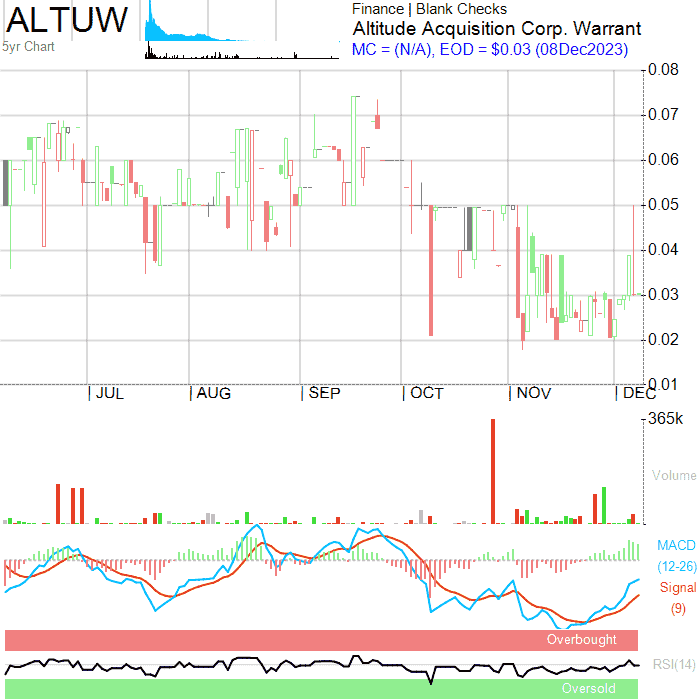 ALTUW
5yr Chart
Finance | Blank Checks
Altitude Acquisition Corp. Warrant
MC = (N/A), EOD = $0.03 (08Dec2023)
0.08
0.07
0.06
0.05
0.04
0.03
0.02
0.01
JUL AUG SEP OCT NOV DEC
365k
Volume
MACD
(12-26)
Signal
(9)
Overbought
RSI(14)
Oversold